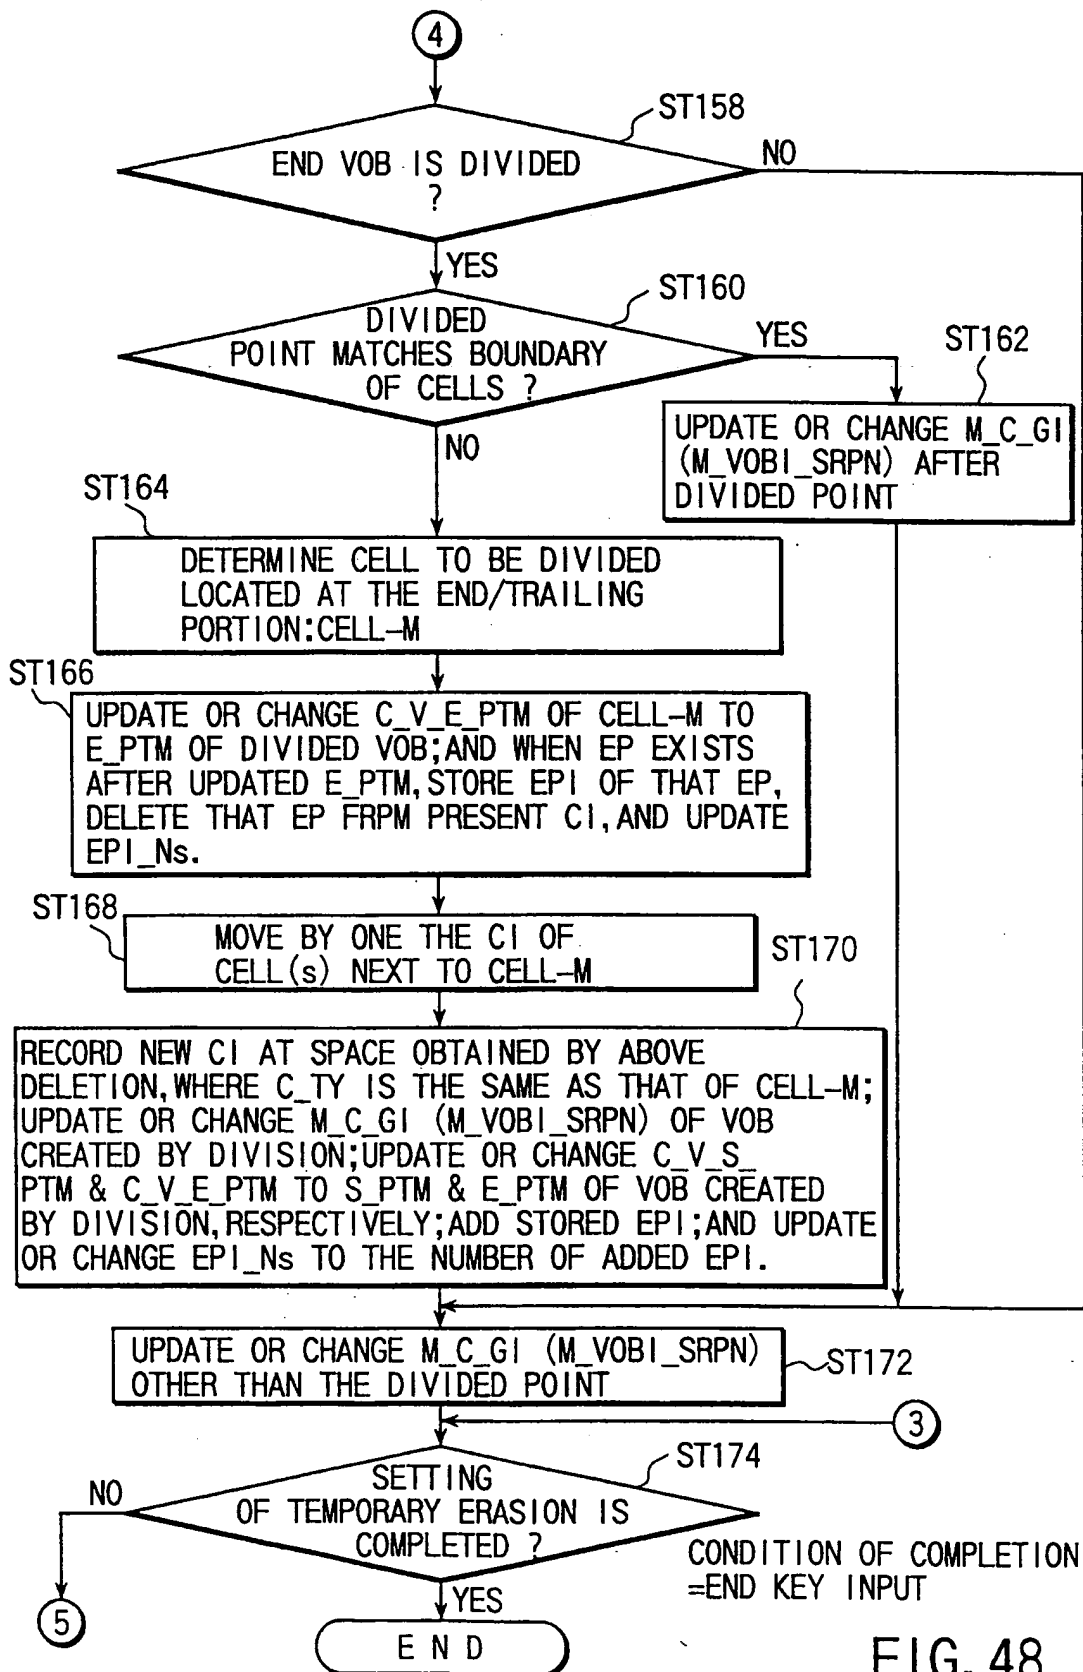 4
ST158
END VOB IS DIVIDED
?
NO
YES
ST160
DIVIDED
POINT MATCHES BOUNDARY
OF CELLS ?
YES
ST162
UPDATE OR CHANGE M_C_GI
(M_VOBI_SRPN) AFTER
DIVIDED POINT
NO
ST164
DETERMINE CELL TO BE DIVIDED
LOCATED AT THE END/TRAILING
PORTION:CELL-M
ST166
UPDATE OR CHANGE C_V_E_PTM OF CELL-M TO
E_PTM OF DIVIDED VOB;AND WHEN EP EXISTS
AFTER UPDATED E_PTM,STORE EPI OF THAT EP,
DELETE THAT EP FRPM PRESENT CI,AND UPDATE
EPI_Ns.
ST168
MOVE BY ONE THE CI OF
CELL(s) NEXT TO CELL-M
ST170
RECORD NEW CI AT SPACE OBTAINED BY ABOVE
DELETION,WHERE C_TY IS THE SAME AS THAT OF CELL-M;
UPDATE OR CHANGE M_C_GI (M_VOBI_SRPN) OF VOB
CREATED BY DIVISION;UPDATE OR CHANGE C_V_S_
PTM & C_V_E_PTM TO S_PTM & E_PTM OF VOB CREATED
BY DIVISION,RESPECTIVELY;ADD STORED EPI;AND UPDATE
OR CHANGE EPI_Ns TO THE NUMBER OF ADDED EPI.
UPDATE OR CHANGE M_C_GI (M_VOBI_SRPN)
OTHER THAN THE DIVIDED POINT
ST172
3
ST174
SETTING
OF TEMPORARY ERASION IS
COMPLETED ?
NO
5
CONDITION OF COMPLETION
=END KEY INPUT
YES
END
FIG. 48